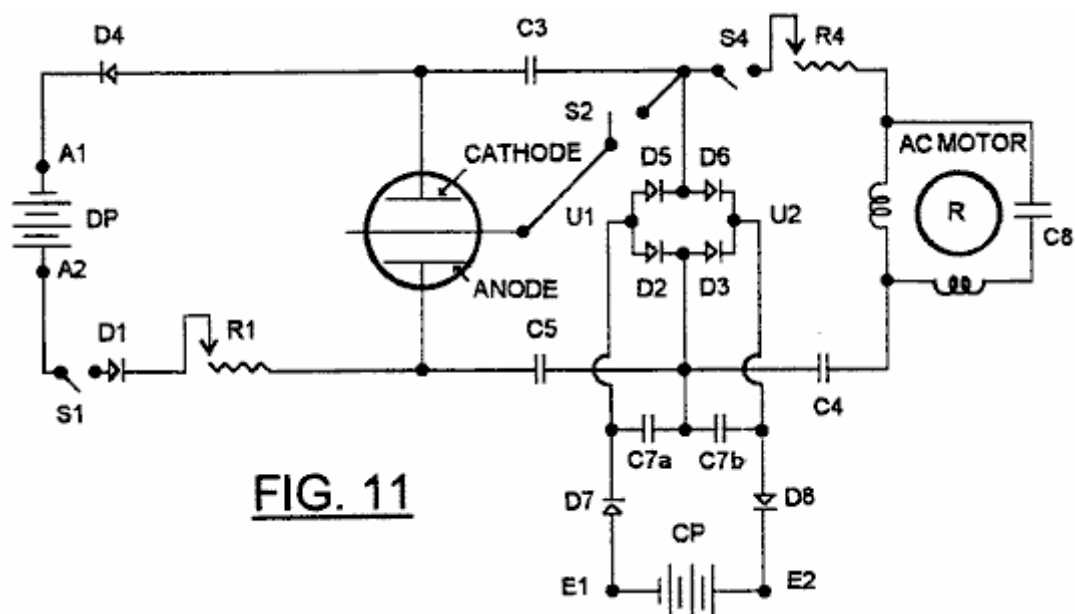 D4
C3
S4
R4
S2
A1
CATHODE
D5
D6
AC MOTOR
DP
U1
U2
R
C8
A2
ANODE
D2
D3
D1
R1
C5
S1
C4
C7a
C7b
FIG. 11
D7
D8
CP
E1
E2